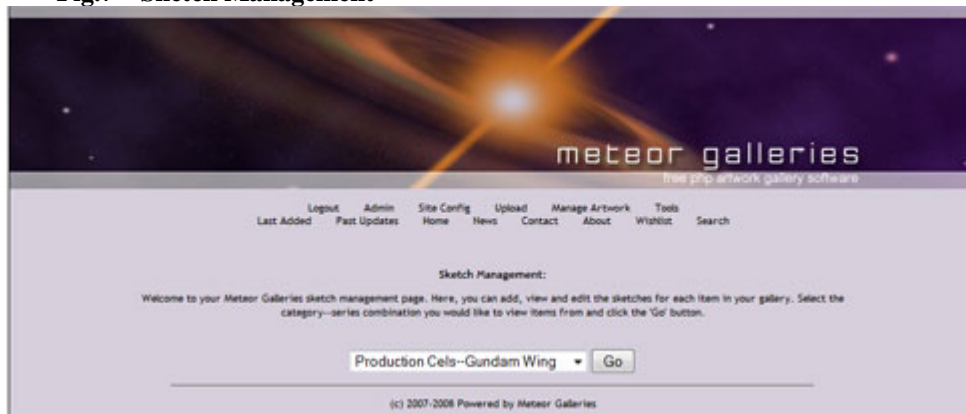 meteor galleries
free php artwork gallery software
Logout Admin Site Config Upload Manage Artwork Tools
Last Added Past Updates Home News Contact About Wishlist Search
Sketch Management:
Welcome to your Meteor Galleries sketch management page. Here, you can add, view and edit the sketches for each item in your gallery. Select the
category--series combination you would like to view items from and click the 'Go' button.
Production Cels--Gundam Wing Go
(c) 2007-2008 Powered by Meteor Galleries